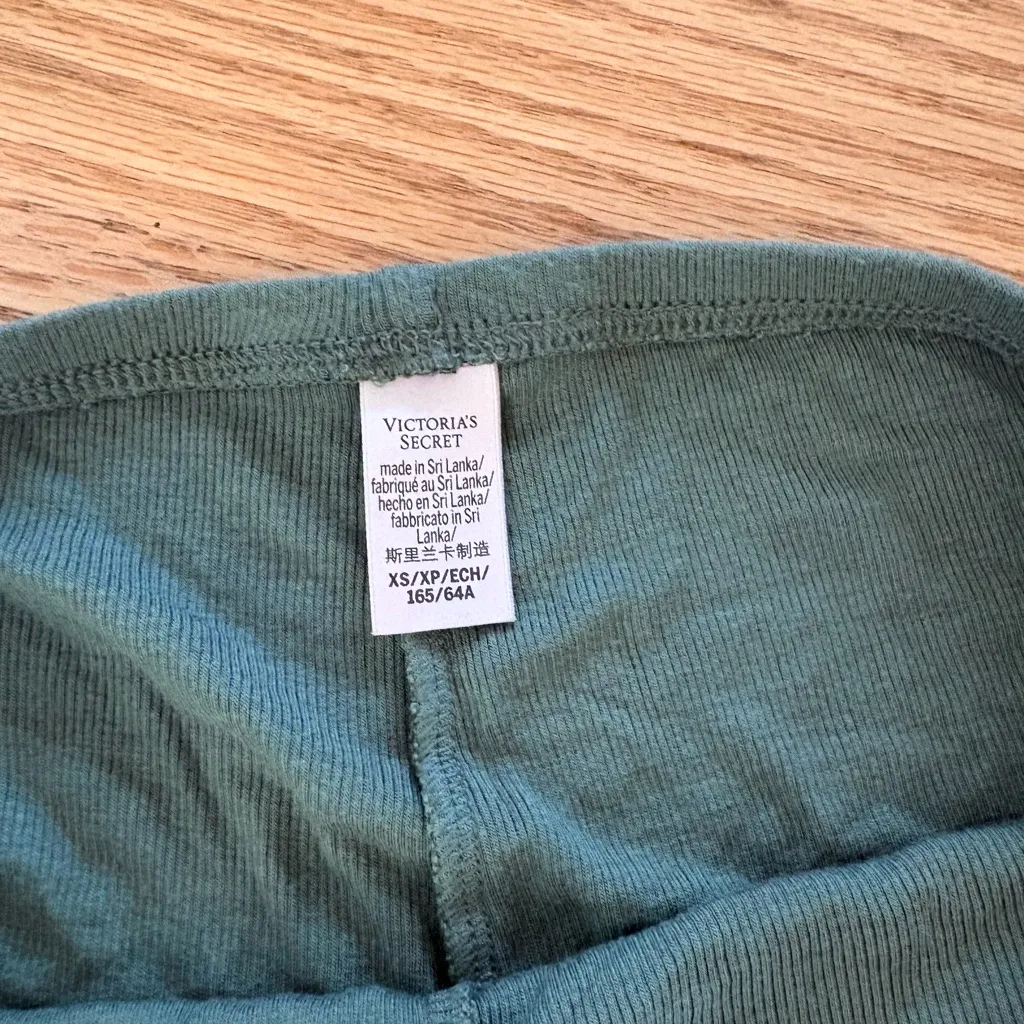 VICTORIA'S
SECRET
made in Sri Lanka/
fabriqué au Sri Lanka/
hecho en Sri Lanka/
fabbricato in Sri
Lanka/
斯里兰卡制造
XS/XP/ECH/
165/64A